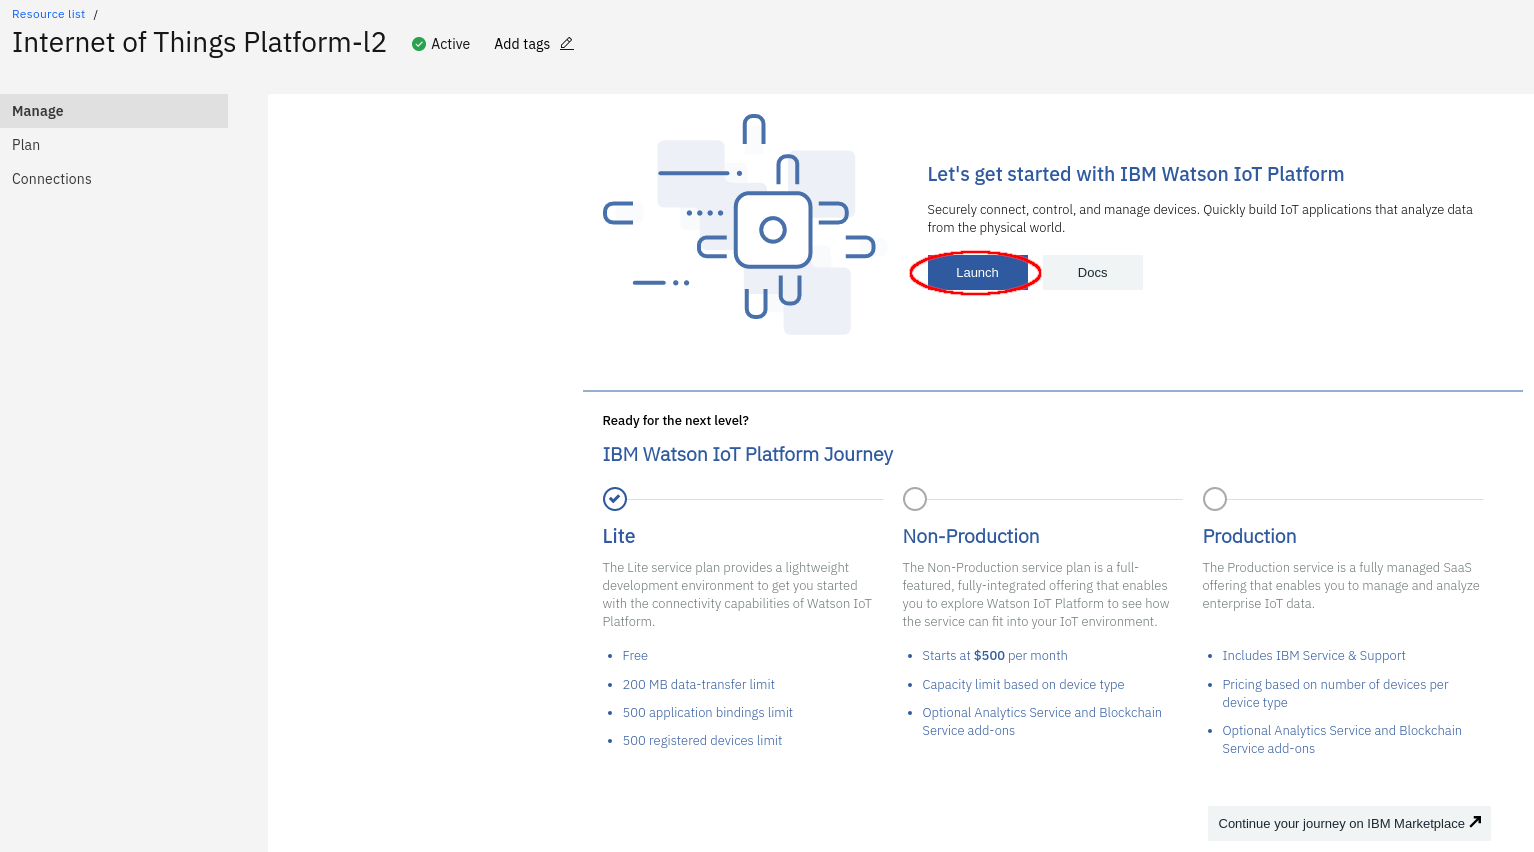 Resource list /
Internet of Things Platform-l2
Active
Add tags
Manage
Plan
Connections
Let's get started with IBM Watson IoT Platform
Securely connect, control, and manage devices. Quickly build IoT applications that analyze data
from the physical world.
Launch
Docs
Ready for the next level?
IBM Watson IoT Platform Journey
Lite
The Lite service plan provides a lightweight
development environment to get you started
with the connectivity capabilities of Watson IoT
Platform.
• Free
• 200 MB data-transfer limit
• 500 application bindings limit
• 500 registered devices limit
Non-Production
The Non-Production service plan is a full-
featured, fully-integrated offering that enables
you to explore Watson IoT Platform to see how
the service can fit into your IoT environment.
• Starts at $500 per month
• Capacity limit based on device type
• Optional Analytics Service and Blockchain
Service add-ons
Production
The Production service is a fully managed SaaS
offering that enables you to manage and analyze
enterprise IoT data.
• Includes IBM Service & Support
• Pricing based on number of devices per
device type
• Optional Analytics Service and Blockchain
Service add-ons
Continue your journey on IBM Marketplace